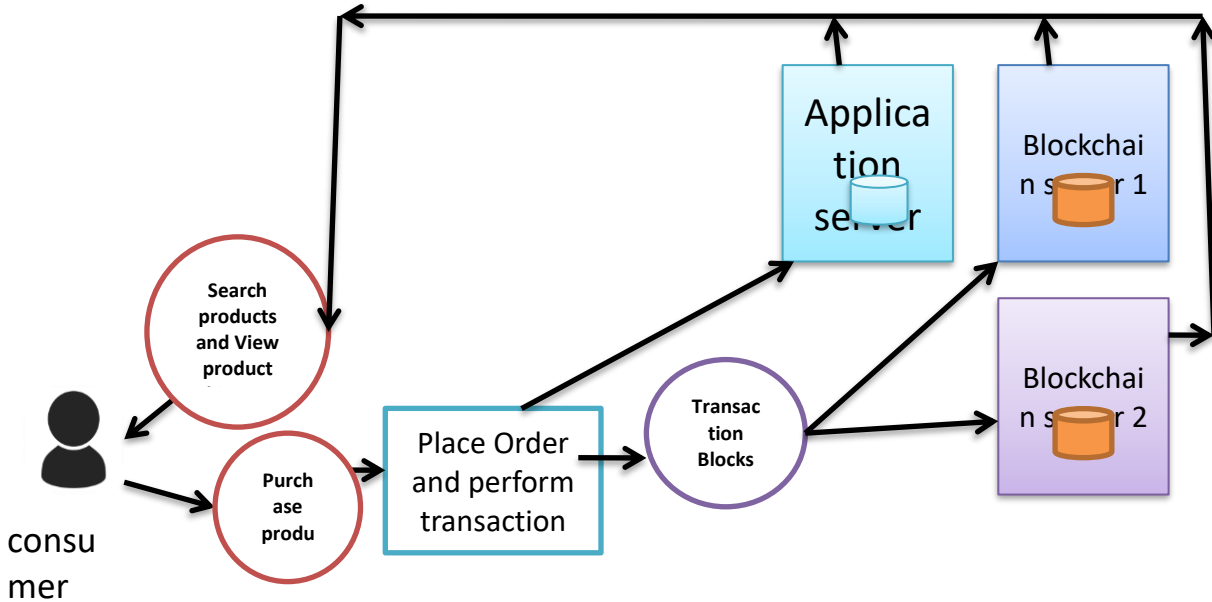 Applica
tion
server
Blockchai
n s r 1
Search
products
and View
product
Blockchai
n s r 2
Transac
tion
Blocks
Place Order
and perform
transaction
Purch
ase
produ
consu
mer